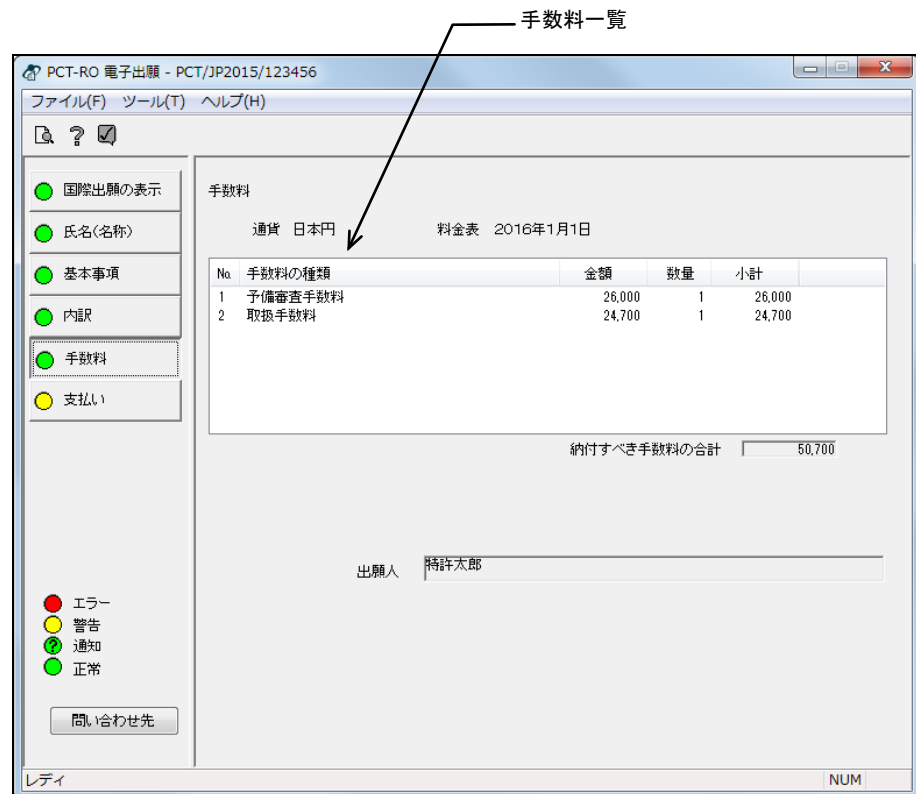 手数料一覧
PCT-RO 電子出願 - PCT/JP2015/123456
ファイル(F) ツール(T) ヘルプ(H)
国際出願の表示
氏名(名称)
基本事項
内訳
手数料
支払い
手数料
通貨 日本円 料金表 2016年1月1日
No. 手数料の種類 金額 数量 小計
1 予備審査手数料 26,000 1 26,000
2 取扱手数料 24,700 1 24,700
納付すべき手数料の合計 50,700
出願人 特許太郎
エラー
警告
? 通知
正常
問い合わせ先
レディ NUM